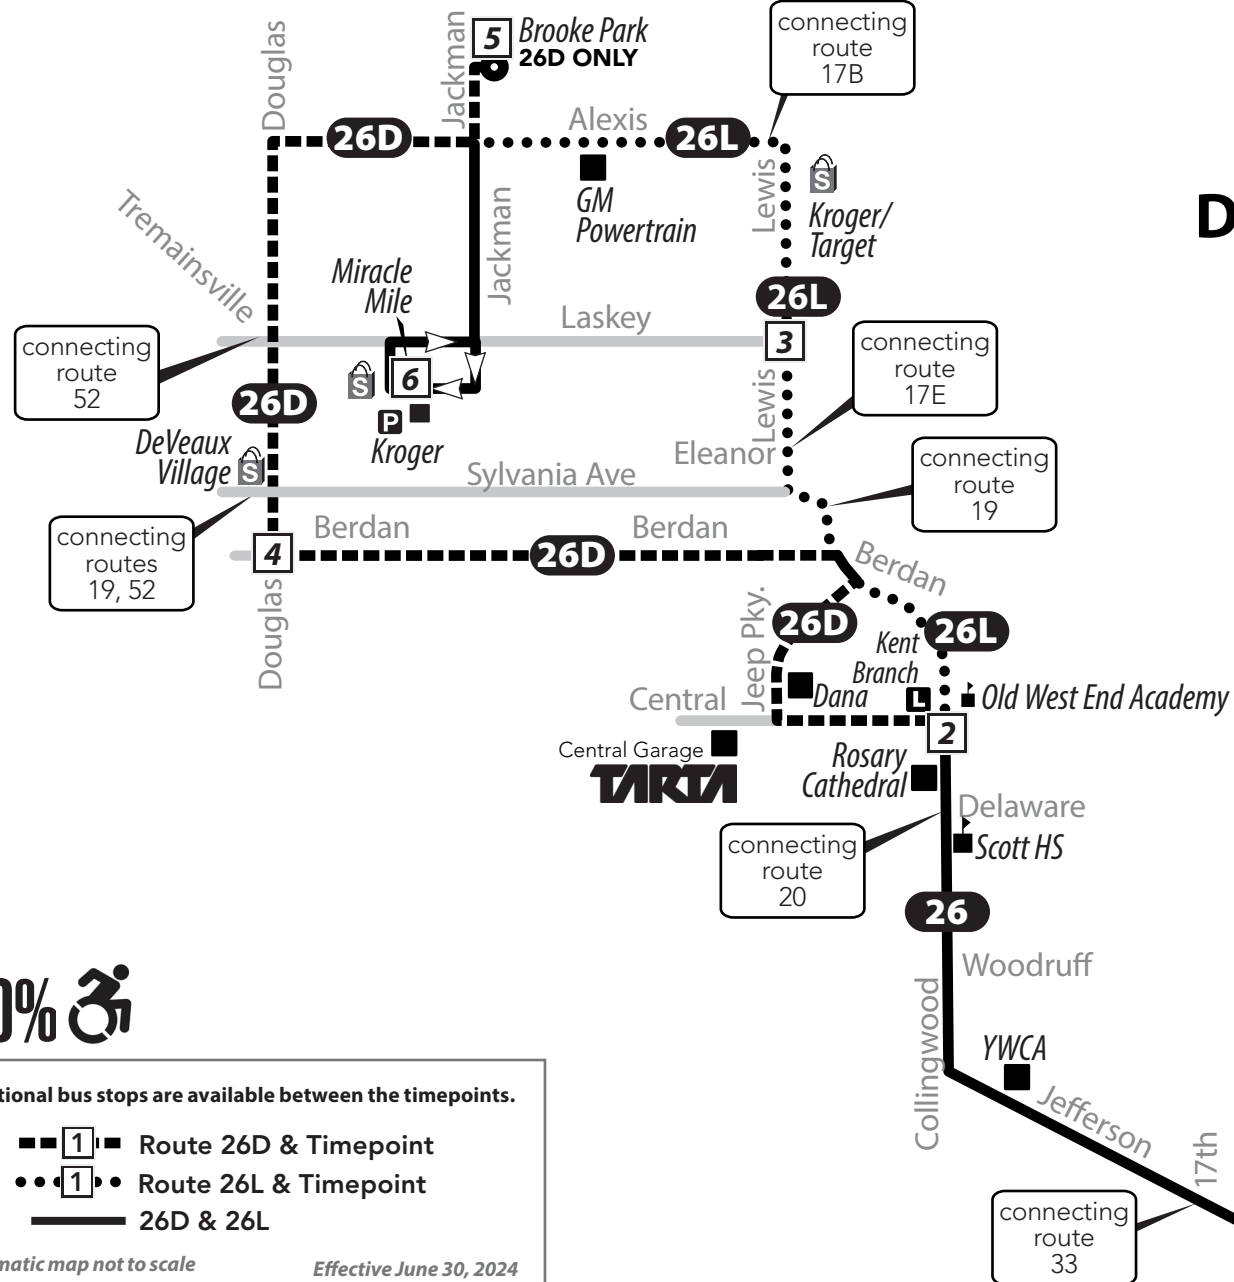 connecting
route
17B
5
Brooke Park
26D ONLY
Douglas
Jackman
26D
Alexis
26L
GM
Powertrain
Lewis
S
Kroger/
Target
D
Tremainsville
Jackman
Miracle
Mile
26L
Laskey
3
connecting
route
52
connecting
route
17E
6
S
P
Kroger
26D
Lewis
DeVeaux
Village
S
Eleanor
Sylvania Ave
connecting
route
19
connecting
routes
19, 52
4
Berdan
26D
Berdan
Berdan
Douglas
Jeep Pky.
26D
Kent
Branch
26L
L
Dana
Old West End Academy
Central
2
Central Garage
TARTA
Rosary
Cathedral
Delaware
Scott HS
connecting
route
20
26
Woodruff
Collingwood
YWCA
Jefferson
17th
connecting
route
33
0%
tional bus stops are available between the timepoints.
1 Route 26D & Timepoint
1 Route 26L & Timepoint
26D & 26L
matic map not to scale
Effective June 30, 2024